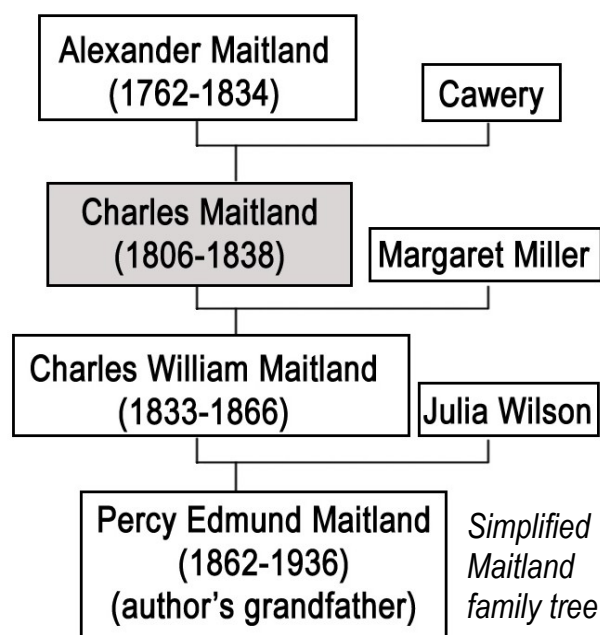 Alexander Maitland
(1762-1834)
Cawery
Charles Maitland
(1806-1838)
Margaret Miller
Charles William Maitland
(1833-1866)
Julia Wilson
Percy Edmund Maitland
(1862-1936)
(author's grandfather)
Simplified
Maitland
family tree